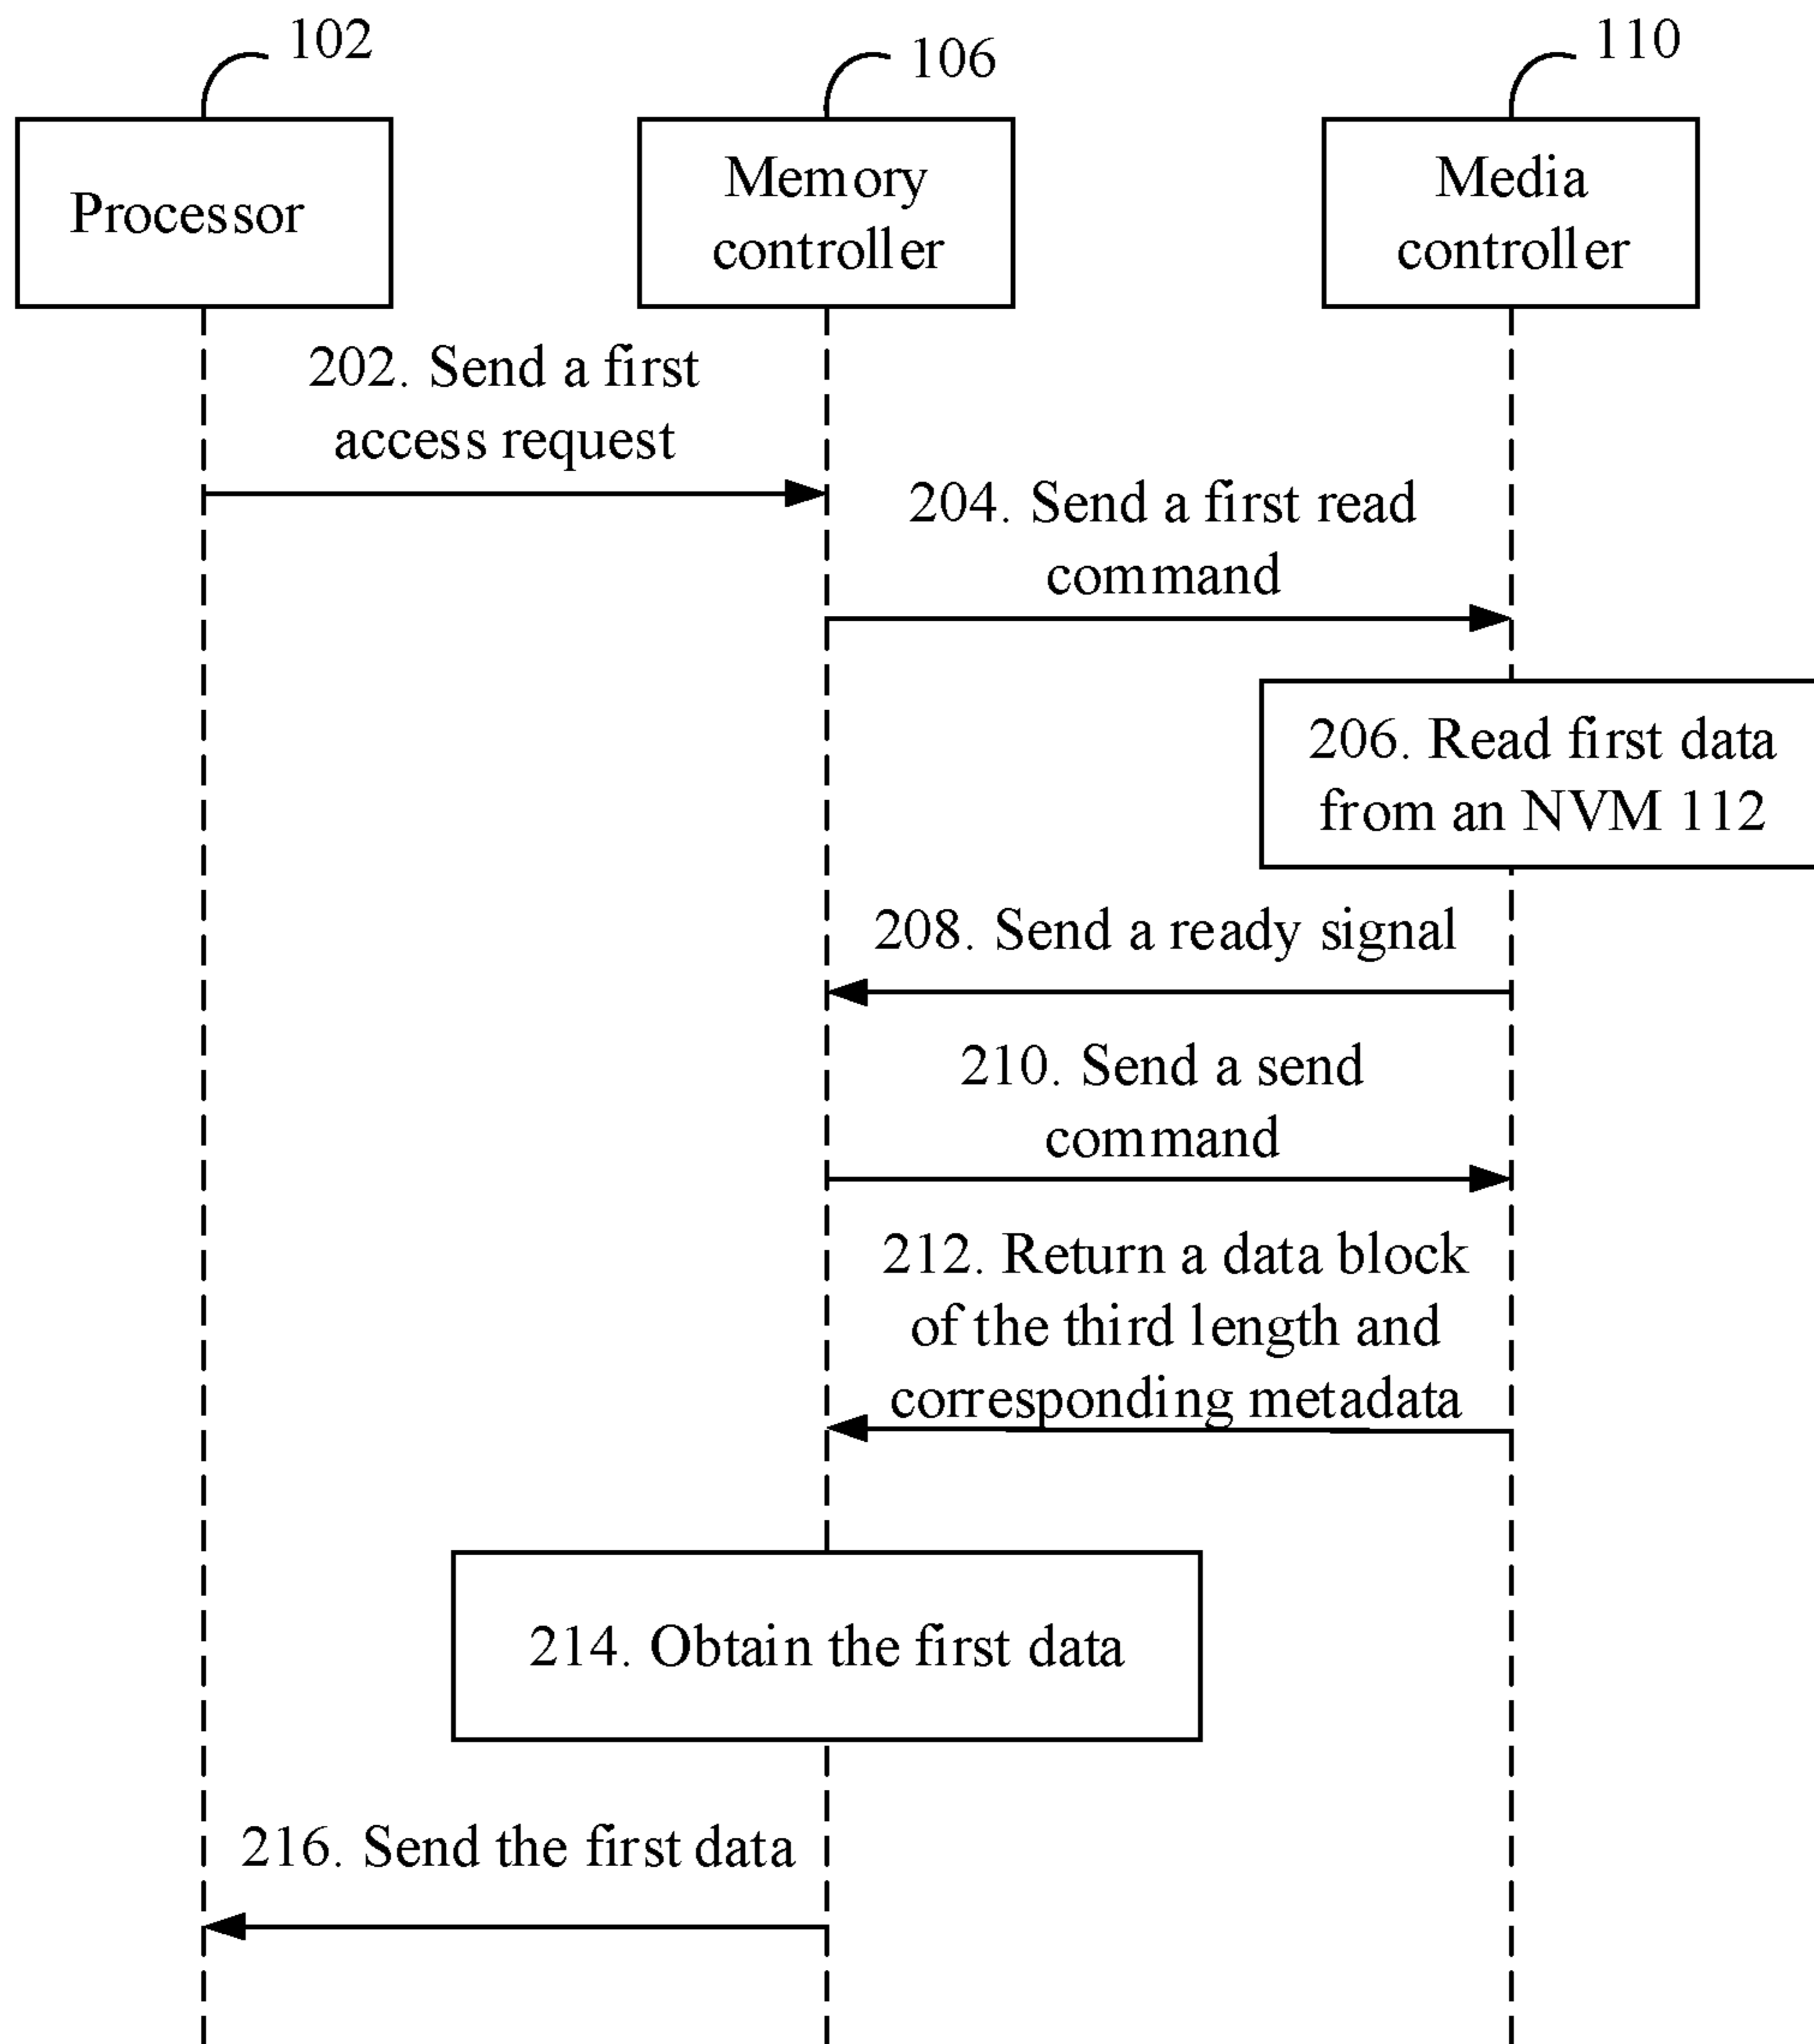 102
106
110
Processor
Memory
controller
Media
controller
202. Send a first
access request
204. Send a first read
command
206. Read first data
from an NVM 112
208. Send a ready signal
210. Send a send
command
212. Return a data block
of the third length and
corresponding metadata
214. Obtain the first data
216. Send the first data